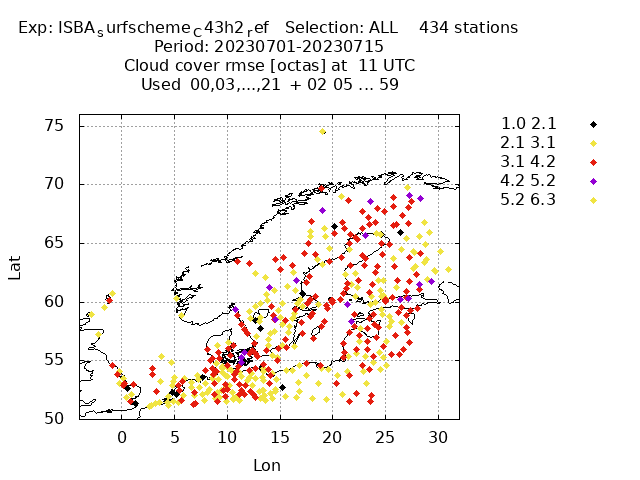 Exp: ISBAsurfschemeC43h2ref   Selection: ALL    434 stations
Period: 20230701-20230715
Cloud cover rmse [octas] at  11 UTC
Used  00,03,...,21  + 02 05 ... 59
1.0 2.1
2.1 3.1
3.1 4.2
4.2 5.2
5.2 6.3
75
70
65
60
55
50
Lat
0 5 10 15 20 25 30
Lon